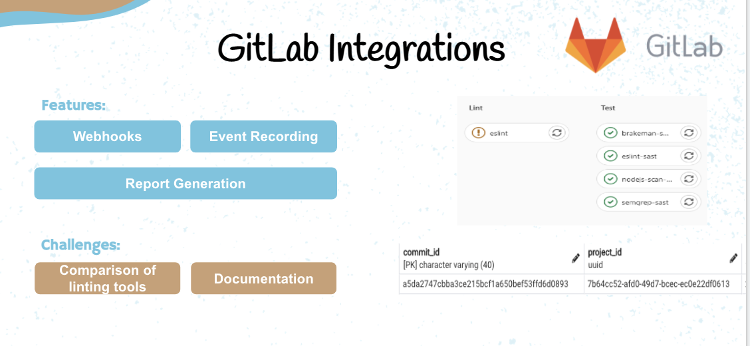 GitLab Integrations
GitLab
Features:
Webhooks
Event Recording
Report Generation
Challenges:
Comparison of
linting tools
Documentation
Lint
Test
eslint
brakeman-s...
eslint-sast
nodejs-scan-...
semgrep-sast
commit_id
[PK] character varying (40)
project_id
uuid
a5da2747cbba3ce215bcf1a650bef53ffd6d0893
7b64cc52-afd0-49d7-bcec-ec0e22df0613